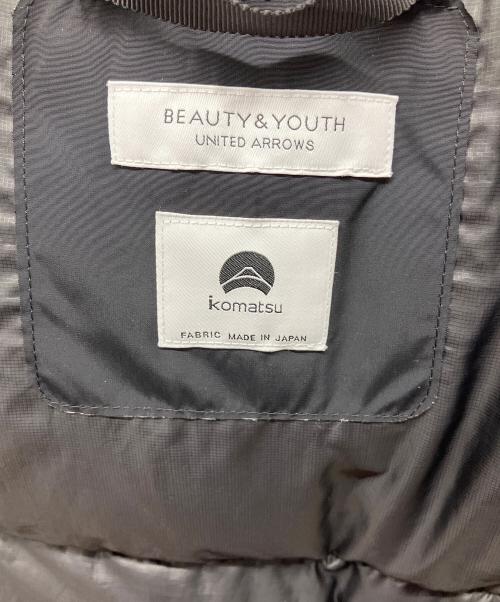 BEAUTY&YOUTH
UNITED ARROWS
komatsu
FABRIC MADE IN JAPAN